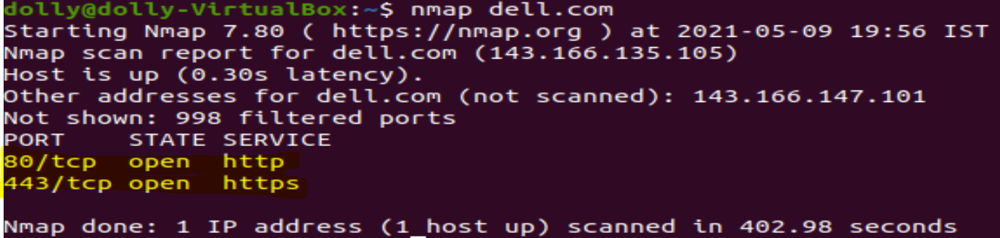 dolly@dolly-VirtualBox:~$ nmap dell.com
Starting Nmap 7.80 ( https://nmap.org ) at 2021-05-09 19:56 IST
Nmap scan report for dell.com (143.166.135.105)
Host is up (0.30s latency).
Other addresses for dell.com (not scanned): 143.166.147.101
Not shown: 998 filtered ports
PORT    STATE SERVICE
80/tcp  open  http
443/tcp open  https

Nmap done: 1 IP address (1 host up) scanned in 402.98 seconds